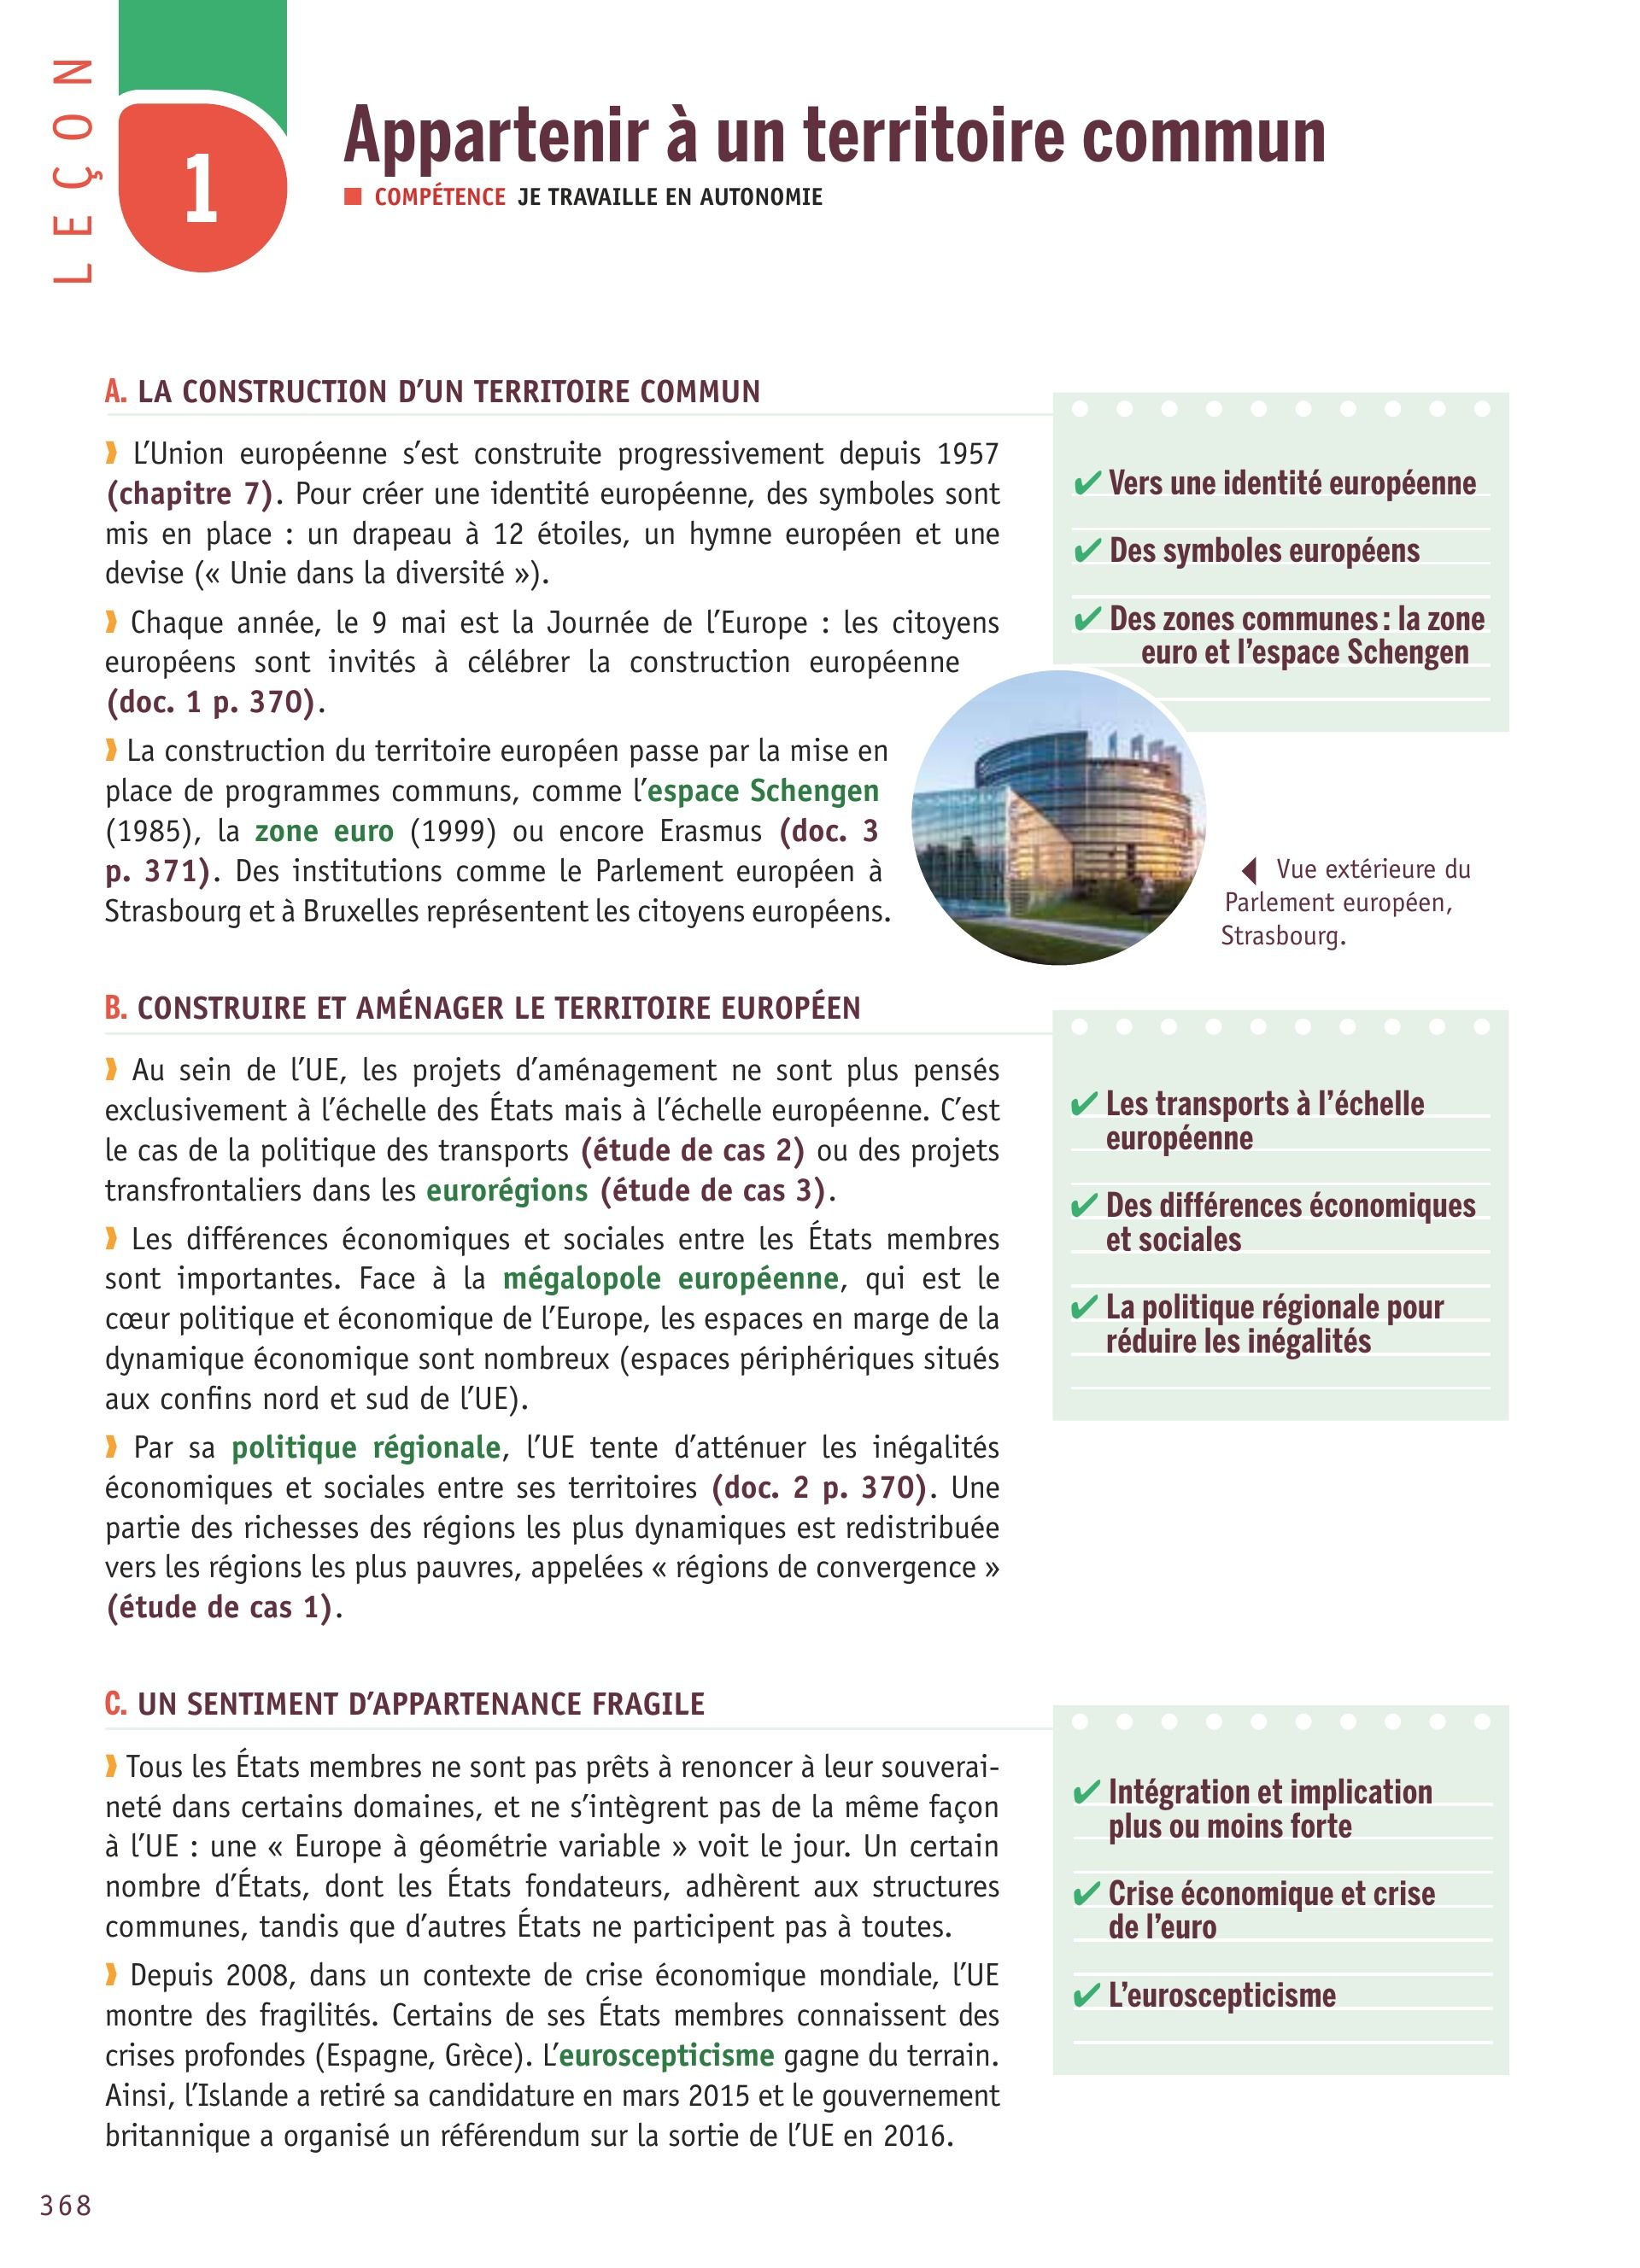 LEÇON
1
Appartenir à un territoire commun
■ COMPÉTENCE JE TRAVAILLE EN AUTONOMIE
A. LA CONSTRUCTION D’UN TERRITOIRE COMMUN
❱ L’Union européenne s’est construite progressivement depuis 1957
(chapitre 7). Pour créer une identité européenne, des symboles sont
mis en place : un drapeau à 12 étoiles, un hymne européen et une
devise (« Unie dans la diversité »).
❱ Chaque année, le 9 mai est la Journée de l’Europe : les citoyens
européens sont invités à célébrer la construction européenne
(doc. 1 p. 370).
❱ La construction du territoire européen passe par la mise en
place de programmes communs, comme l’espace Schengen
(1985), la zone euro (1999) ou encore Erasmus (doc. 3
p. 371). Des institutions comme le Parlement européen à
Strasbourg et à Bruxelles représentent les citoyens européens.
✔ Vers une identité européenne
✔ Des symboles européens
✔ Des zones communes : la zone
euro et l’espace Schengen
◀ Vue extérieure du
Parlement européen,
Strasbourg.
B. CONSTRUIRE ET AMÉNAGER LE TERRITOIRE EUROPÉEN
❱ Au sein de l’UE, les projets d’aménagement ne sont plus pensés
exclusivement à l’échelle des États mais à l’échelle européenne. C’est
le cas de la politique des transports (étude de cas 2) ou des projets
transfrontaliers dans les eurorégions (étude de cas 3).
❱ Les différences économiques et sociales entre les États membres
sont importantes. Face à la mégalopole européenne, qui est le
cœur politique et économique de l’Europe, les espaces en marge de la
dynamique économique sont nombreux (espaces périphériques situés
aux confins nord et sud de l’UE).
❱ Par sa politique régionale, l’UE tente d’atténuer les inégalités
économiques et sociales entre ses territoires (doc. 2 p. 370). Une
partie des richesses des régions les plus dynamiques est redistribuée
vers les régions les plus pauvres, appelées « régions de convergence »
(étude de cas 1).
✔ Les transports à l’échelle
européenne
✔ Des différences économiques
et sociales
✔ La politique régionale pour
réduire les inégalités
C. UN SENTIMENT D’APPARTENANCE FRAGILE
❱ Tous les États membres ne sont pas prêts à renoncer à leur souverai-
neté dans certains domaines, et ne s’intègrent pas de la même façon
à l’UE : une « Europe à géométrie variable » voit le jour. Un certain
nombre d’États, dont les États fondateurs, adhèrent aux structures
communes, tandis que d’autres États ne participent pas à toutes.
❱ Depuis 2008, dans un contexte de crise économique mondiale, l’UE
montre des fragilités. Certains de ses États membres connaissent des
crises profondes (Espagne, Grèce). L’euroscepticisme gagne du terrain.
Ainsi, l’Islande a retiré sa candidature en mars 2015 et le gouvernement
britannique a organisé un référendum sur la sortie de l’UE en 2016.
✔ Intégration et implication
plus ou moins forte
✔ Crise économique et crise
de l’euro
✔ L’euroscepticisme
368